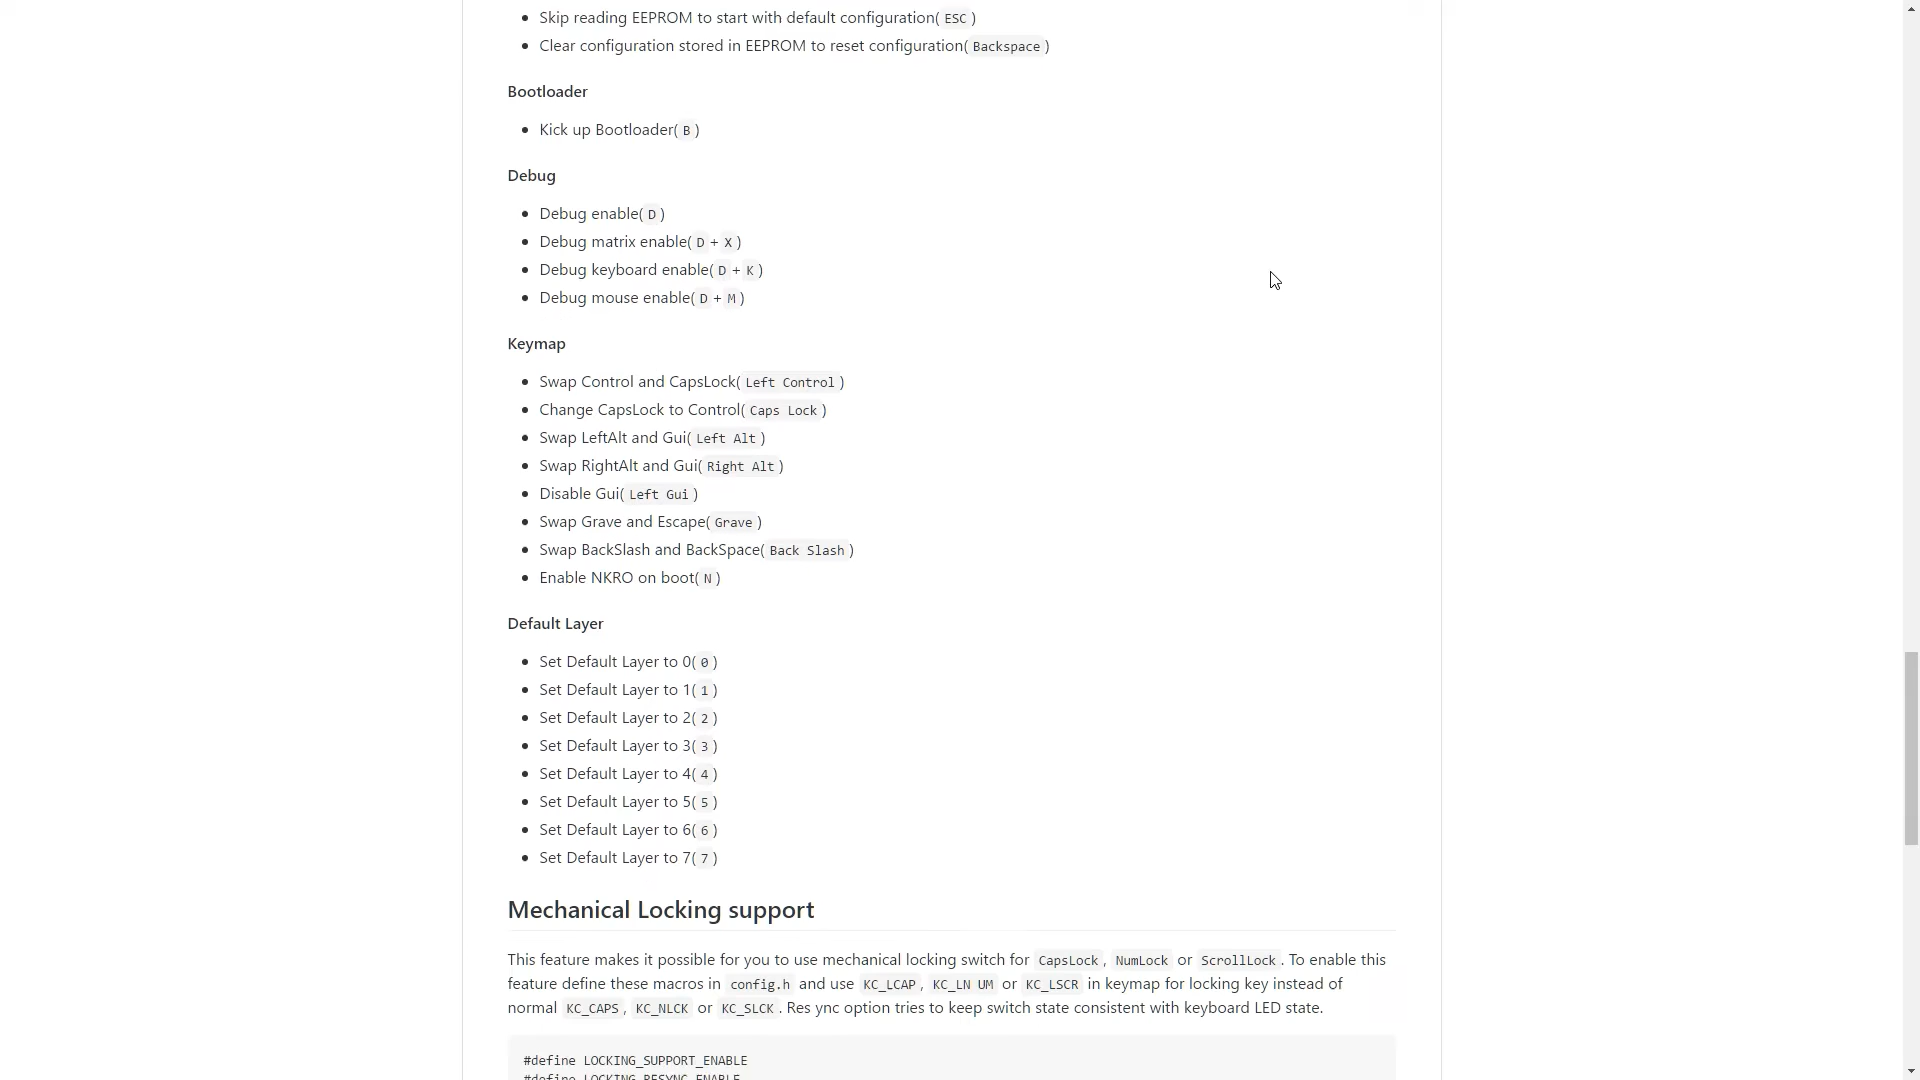 Skip reading EEPROM to start with default configuration( ESC )
Clear configuration stored in EEPROM to reset configuration( Backspace )
Bootloader
Kick up Bootloader( B )
Debug
Debug enable( D )
Debug matrix enable( D + X )
Debug keyboard enable( D + K )
Debug mouse enable( D + M )
Keymap
Swap Control and CapsLock( Left Control )
Change CapsLock to Control( Caps Lock )
Swap LeftAlt and Gui( Left Alt )
Swap RightAlt and Gui( Right Alt )
Disable Gui( Left Gui )
Swap Grave and Escape( Grave )
Swap BackSlash and BackSpace( Back Slash )
Enable NKRO on boot( N )
Default Layer
Set Default Layer to 0( 0 )
Set Default Layer to 1( 1 )
Set Default Layer to 2( 2 )
Set Default Layer to 3( 3 )
Set Default Layer to 4( 4 )
Set Default Layer to 5( 5 )
Set Default Layer to 6( 6 )
Set Default Layer to 7( 7 )
Mechanical Locking support
This feature makes it possible for you to use mechanical locking switch for CapsLock , NumLock or ScrollLock . To enable this
feature define these macros in config.h and use KC_LCAP , KC_LN UM or KC_LSCR in keymap for locking key instead of
normal KC_CAPS , KC_NLCK or KC_SLCK . Res ync option tries to keep switch state consistent with keyboard LED state.
#define LOCKING_SUPPORT_ENABLE
#define LOCKING_RESYNC_ENABLE